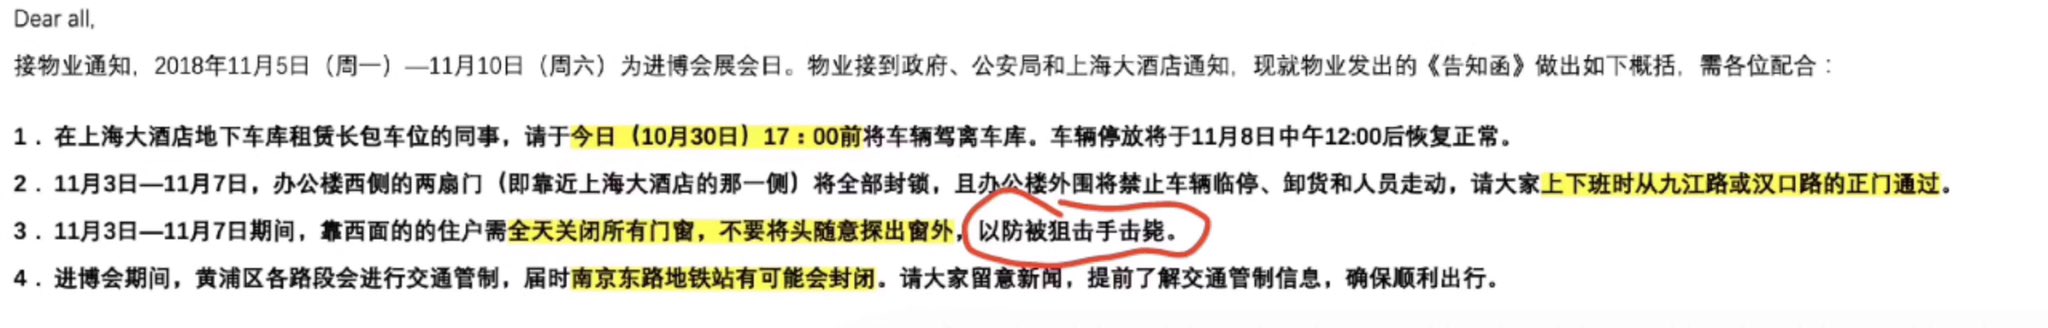 Dear all,
接物业通知，2018年11月5日（周一）—11月10日（周六）为进博会展会日。物业接到政府、公安局和上海大酒店通知，现就物业发出的《告知函》做出如下概括，需各位配合：
1．在上海大酒店地下车库租赁长包车位的同事，请于今日（10月30日）17：00前将车辆驾离车库。车辆停放将于11月8日中午12:00后恢复正常。
2．11月3日—11月7日，办公楼西侧的两扇门（即靠近上海大酒店的那一侧）将全部封锁，且办公楼外围将禁止车辆临停、卸货和人员走动，请大家上下班时从九江路或汉口路的正门通过。
3．11月3日—11月7日期间，靠西面的的住户需全天关闭所有门窗，不要将头随意探出窗外，以防被狙击手击毙。
4．进博会期间，黄浦区各路段会进行交通管制，届时南京东路地铁站有可能会封闭。请大家留意新闻，提前了解交通管制信息，确保顺利出行。